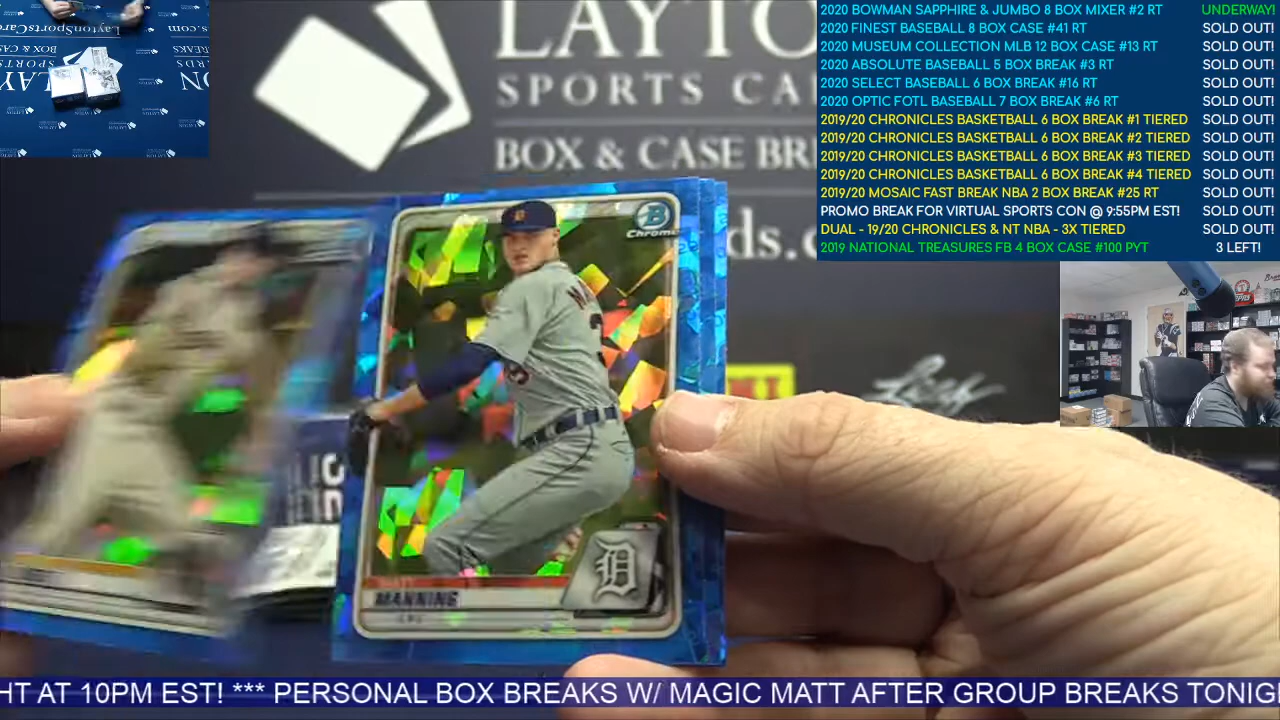 LAYTO
SPORTS CA
BOX & CASE BR
ds.c
2020 BOWMAN SAPPHIRE & JUMBO 8 BOX MIXER #2 RT UNDERWAY!
2020 FINEST BASEBALL 8 BOX CASE #41 RT SOLD OUT!
2020 MUSEUM COLLECTION MLB 12 BOX CASE #13 RT SOLD OUT!
2020 ABSOLUTE BASEBALL 5 BOX BREAK #3 RT SOLD OUT!
2020 SELECT BASEBALL 6 BOX BREAK #16 RT SOLD OUT!
2020 OPTIC FOTL BASEBALL 7 BOX BREAK #6 RT SOLD OUT!
2019/20 CHRONICLES BASKETBALL 6 BOX BREAK #1 TIERED SOLD OUT!
2019/20 CHRONICLES BASKETBALL 6 BOX BREAK #2 TIERED SOLD OUT!
2019/20 CHRONICLES BASKETBALL 6 BOX BREAK #3 TIERED SOLD OUT!
2019/20 CHRONICLES BASKETBALL 6 BOX BREAK #4 TIERED SOLD OUT!
2019/20 MOSAIC FAST BREAK NBA 2 BOX BREAK #25 RT SOLD OUT!
PROMO BREAK FOR VIRTUAL SPORTS CON @ 9:55PM EST! SOLD OUT!
DUAL - 19/20 CHRONICLES & NT NBA - 3X TIERED SOLD OUT!
2019 NATIONAL TREASURES FB 4 BOX CASE #100 PYT 3 LEFT!
B
Chrome
Leaf
D
MANNING
HT AT 10PM EST! *** PERSONAL BOX BREAKS W/ MAGIC MATT AFTER GROUP BREAKS TONIG